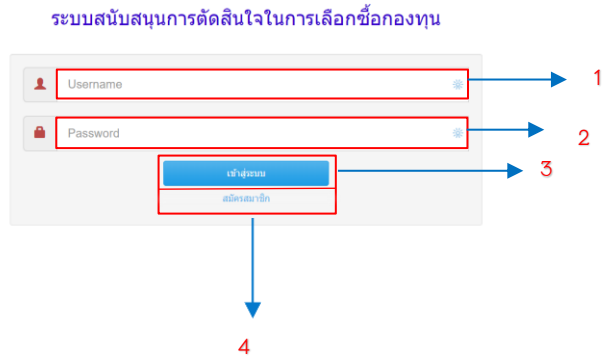 ระบบสนับสนุนการตัดสินใจในการเลือกซื้อกองทุน
Username
1
Password
2
เข้าสู่ระบบ
3
สมัครสมาชิก
4